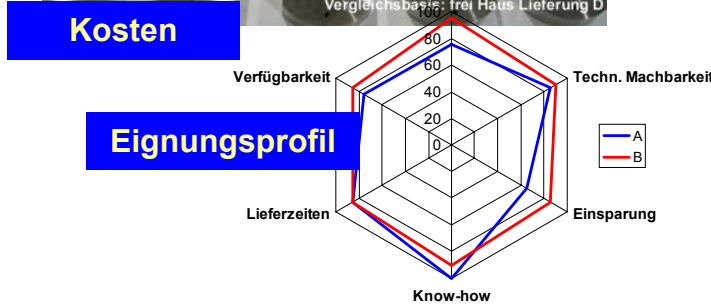 Vergleichsbasis: frei Haus Lieferung D
Kosten
100
80
60
40
20
0
Verfügbarkeit
Techn. Machbarkeit
Eignungsprofil
A
B
Lieferzeiten
Einsparung
Know-how